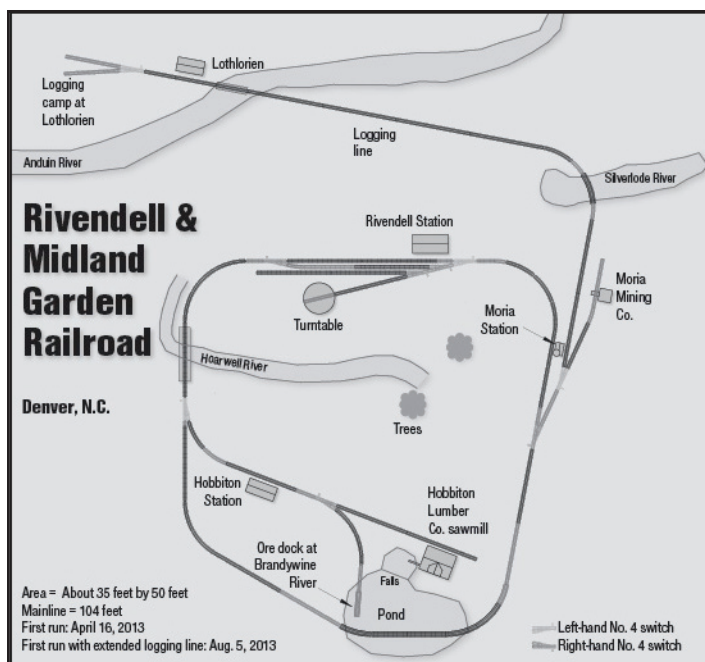 Lothlorien
Logging
camp at
Lothlorien
Logging
line
Anduin River
Silverlode River
Rivendell &
Midland
Garden
Railroad
Denver, N.C.
Rivendell Station
Moria
Mining
Co.
Moria
Station
Turntable
Hoarwell River
Trees
Hobbiton
Station
Hobbiton
Lumber
Co. sawmill
Ore dock at
Brandywine
River
Falls
Pond
Area = About 35 feet by 50 feet
Mainline = 104 feet
First run: April 16, 2013
First run with extended logging line: Aug. 5, 2013
Left-hand No. 4 switch
Right-hand No. 4 switch